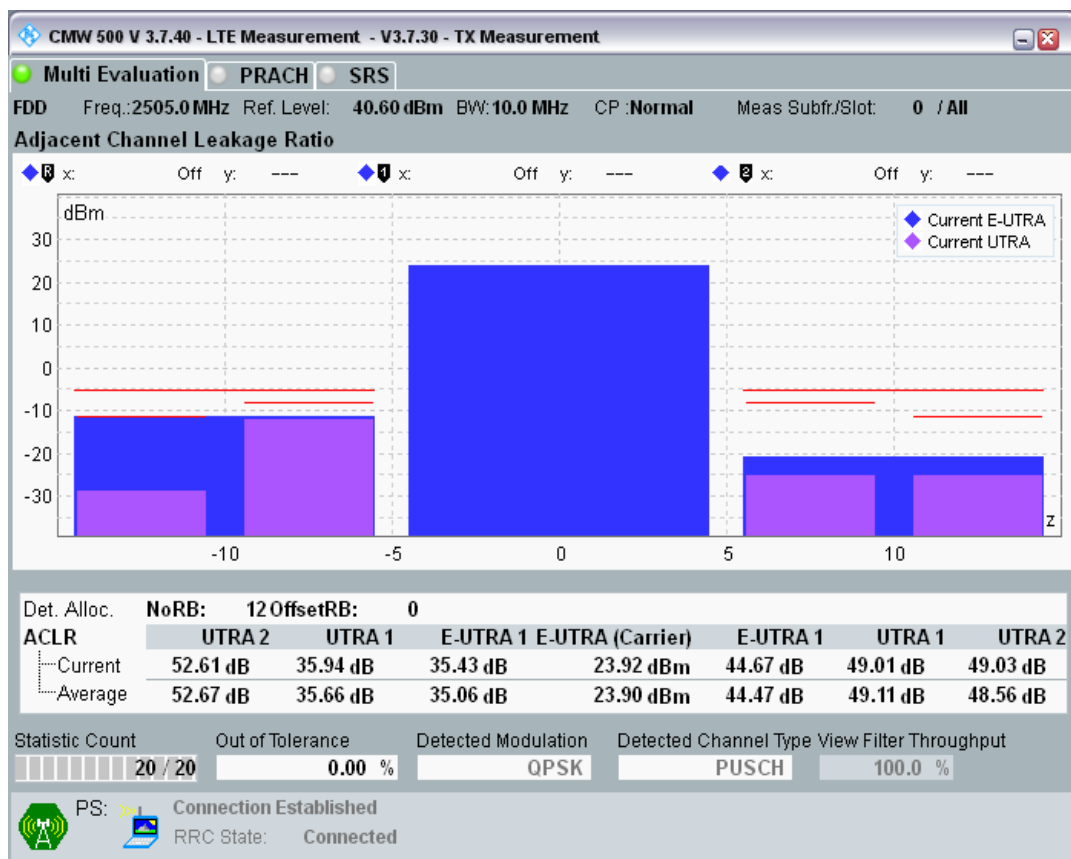 CMW 500 V 3.7.40 - LTE Measurement - V3.7.30 - TX Measurement
Multi Evaluation PRACH SRS
FDD Freq.:2505.0 MHz Ref. Level: 40.60 dBm BW:10.0 MHz CP :Normal Meas Subfr./Slot: 0 / All
Adjacent Channel Leakage Ratio
R x: Off y: --- 1 x: Off y: --- 2 x: Off y: ---
dBm
Current E-UTRA
Current UTRA
30
20
10
0
-10
-20
-30
z
-10 -5 0 5 10
Det. Alloc. NoRB: 12 OffsetRB: 0
ACLR UTRA 2 UTRA 1 E-UTRA 1 E-UTRA (Carrier) E-UTRA 1 UTRA 1 UTRA 2
Current 52.61 dB 35.94 dB 35.43 dB 23.92 dBm 44.67 dB 49.01 dB 49.03 dB
Average 52.67 dB 35.66 dB 35.06 dB 23.90 dBm 44.47 dB 49.11 dB 48.56 dB
Statistic Count Out of Tolerance Detected Modulation Detected Channel Type View Filter Throughput
20 / 20 0.00 % QPSK PUSCH 100.0 %
PS: Connection Established
RRC State: Connected